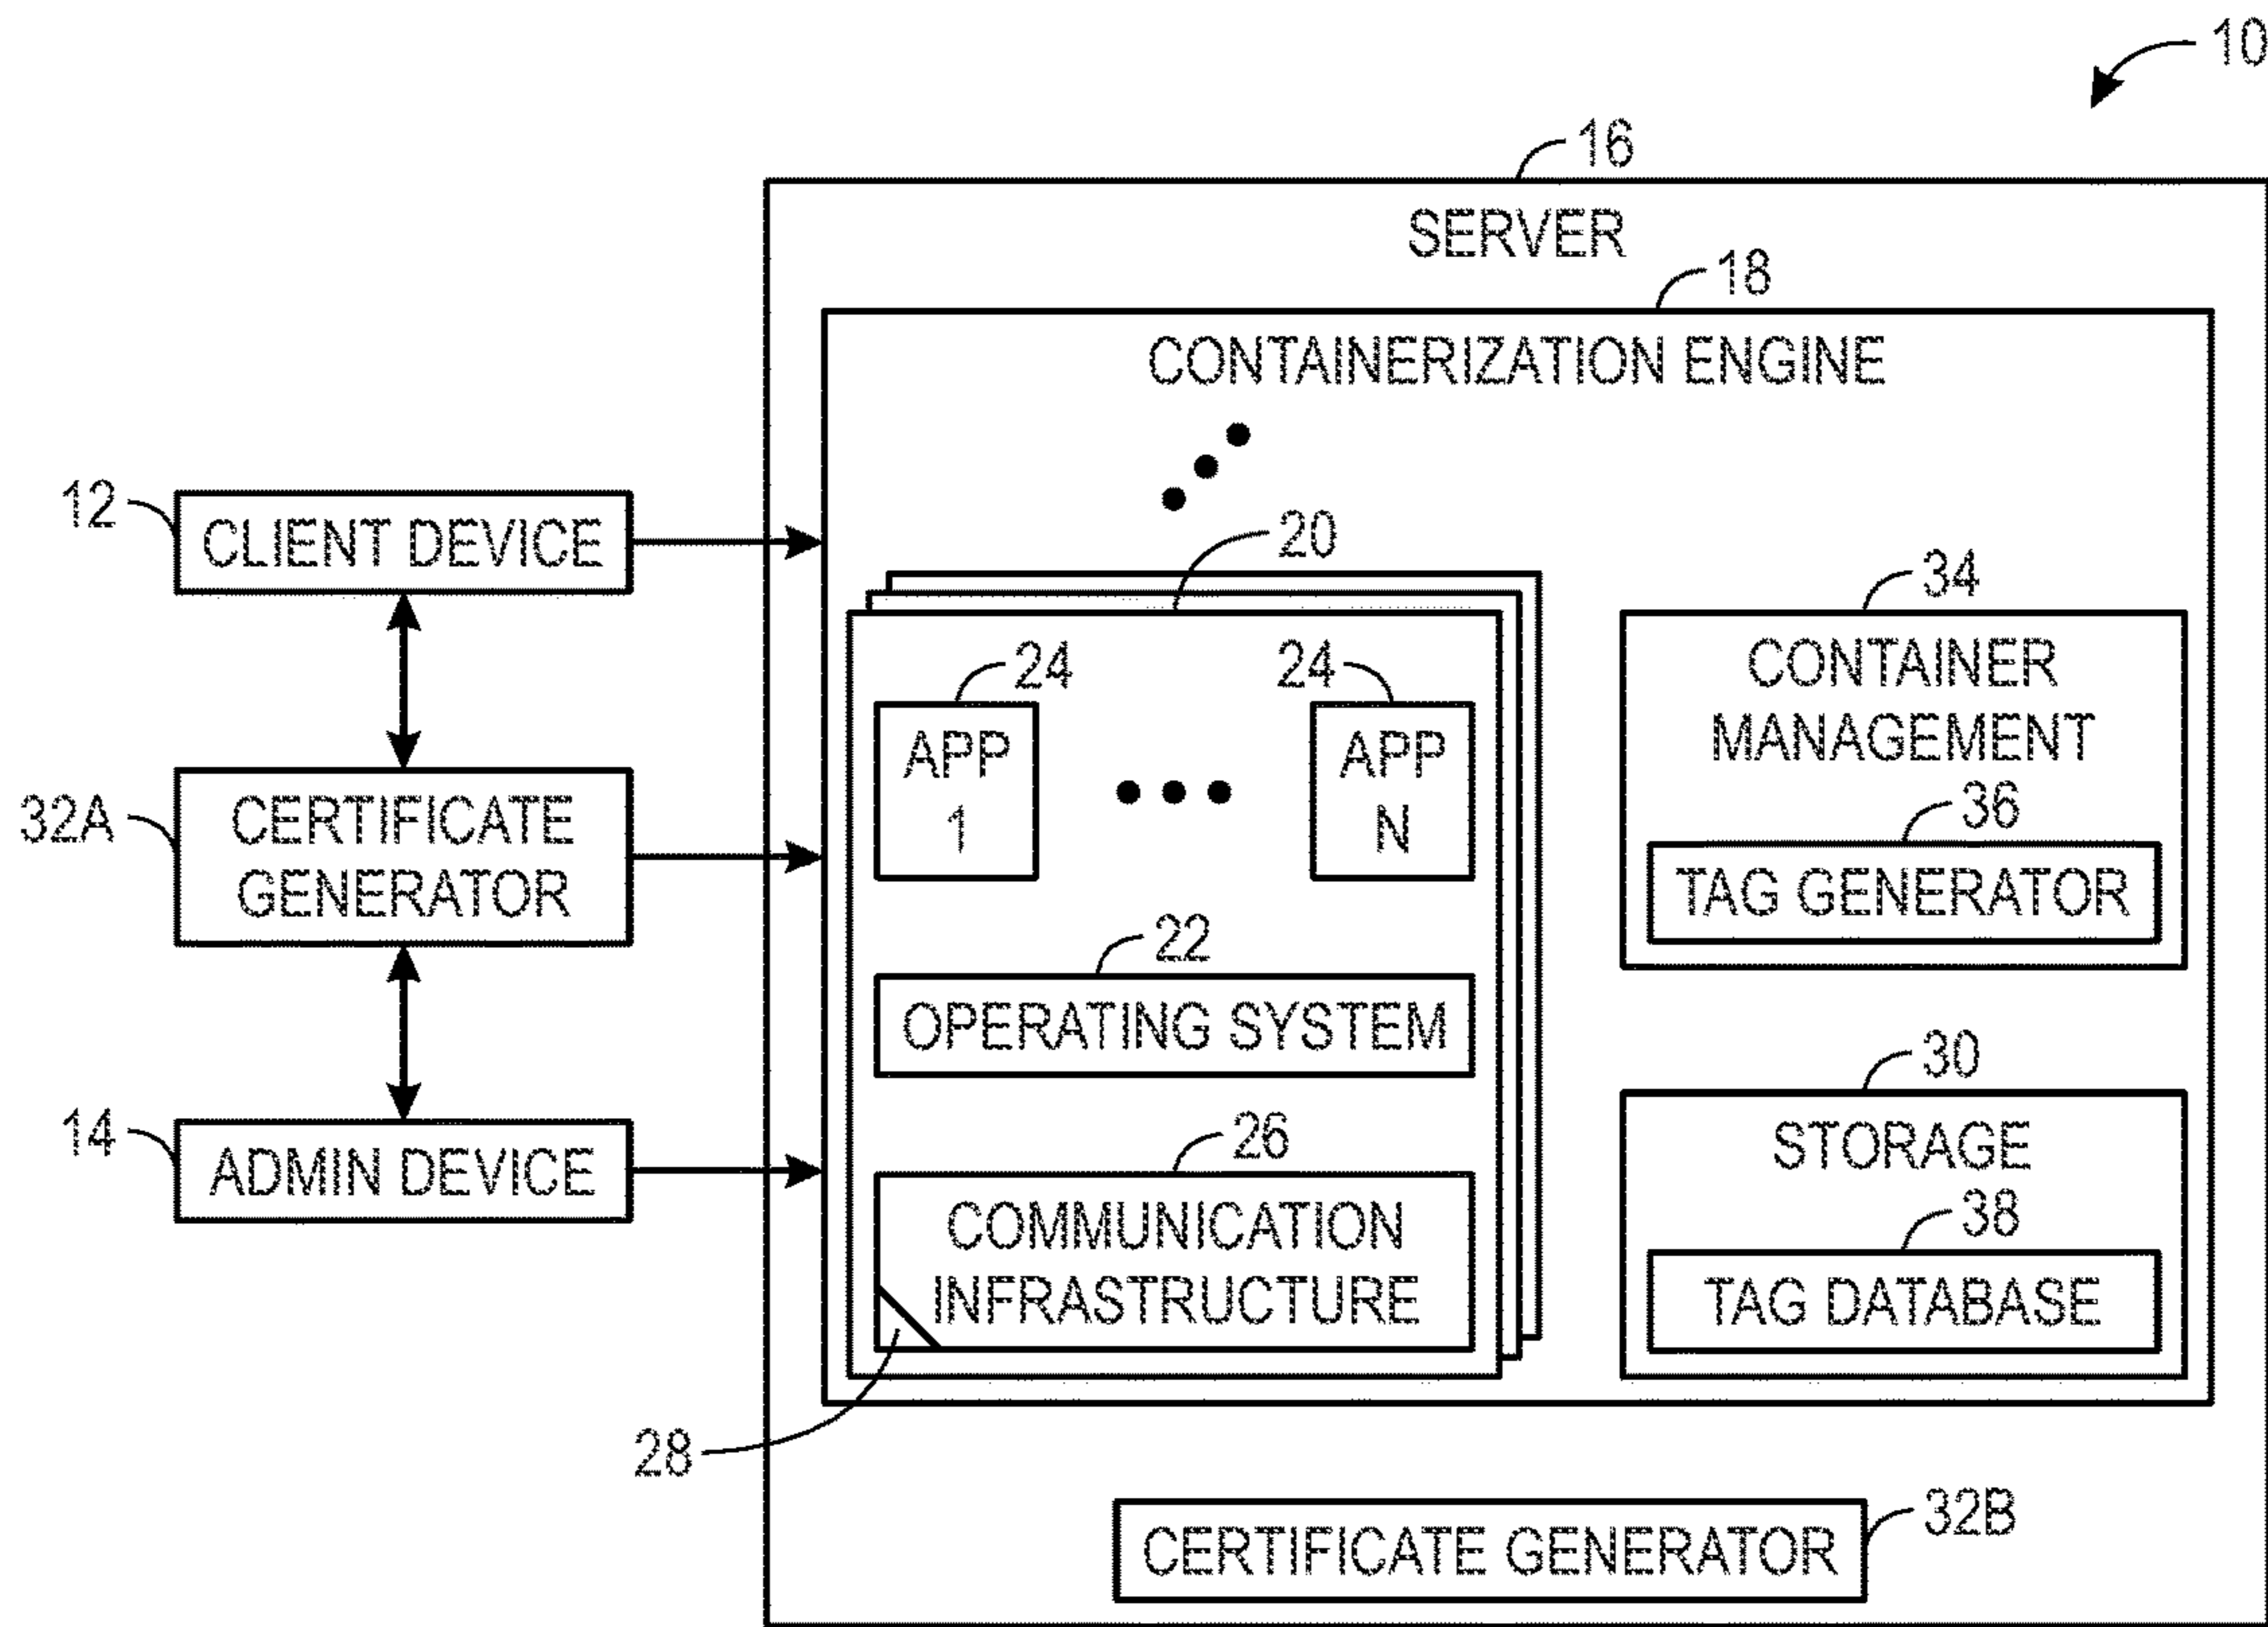 10
16
SERVER
18
CONTAINERIZATION ENGINE
12
CLIENT DEVICE
20
34
24
24
CONTAINER
MANAGEMENT
APP
1
APP
N
36
TAG GENERATOR
32A
CERTIFICATE
GENERATOR
22
OPERATING SYSTEM
30
STORAGE
14
ADMIN DEVICE
26
COMMUNICATION
INFRASTRUCTURE
38
TAG DATABASE
28
32B
CERTIFICATE GENERATOR